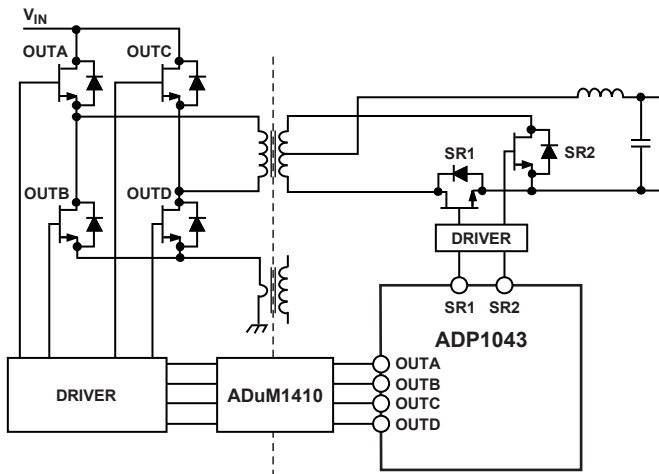 VIN
OUTA
OUTC
OUTB
OUTD
SR1
SR2
DRIVER
SR1
SR2
ADP1043
DRIVER
ADuM1410
OUTA
OUTB
OUTC
OUTD